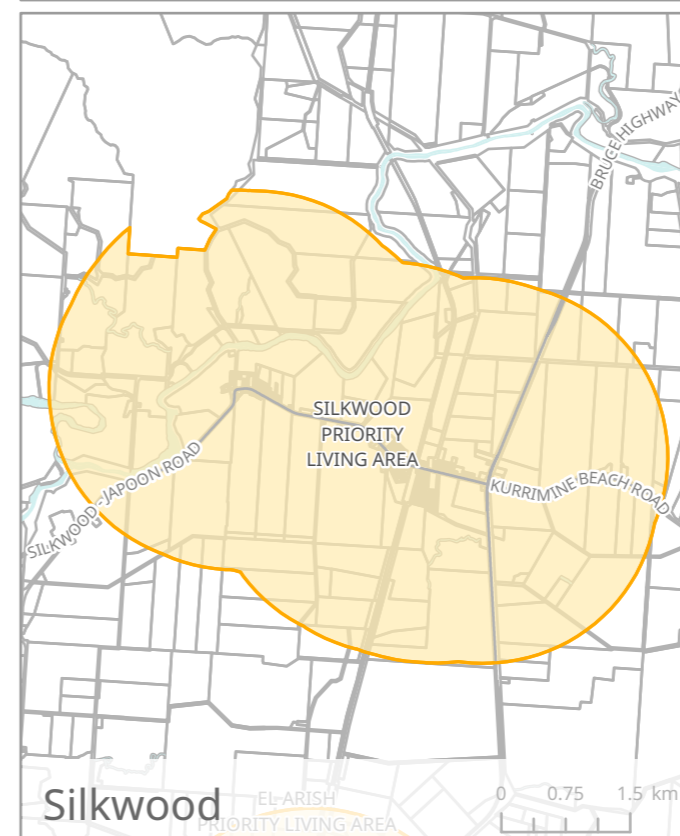 BRUCE HIGHWAY
SILKWOOD
PRIORITY
LIVING AREA
SILKWOOD - JAPOON ROAD
KURRIMINE BEACH ROAD
Silkwood
EL ARISH
PRIORITY LIVING AREA
0 0.75 1.5 km